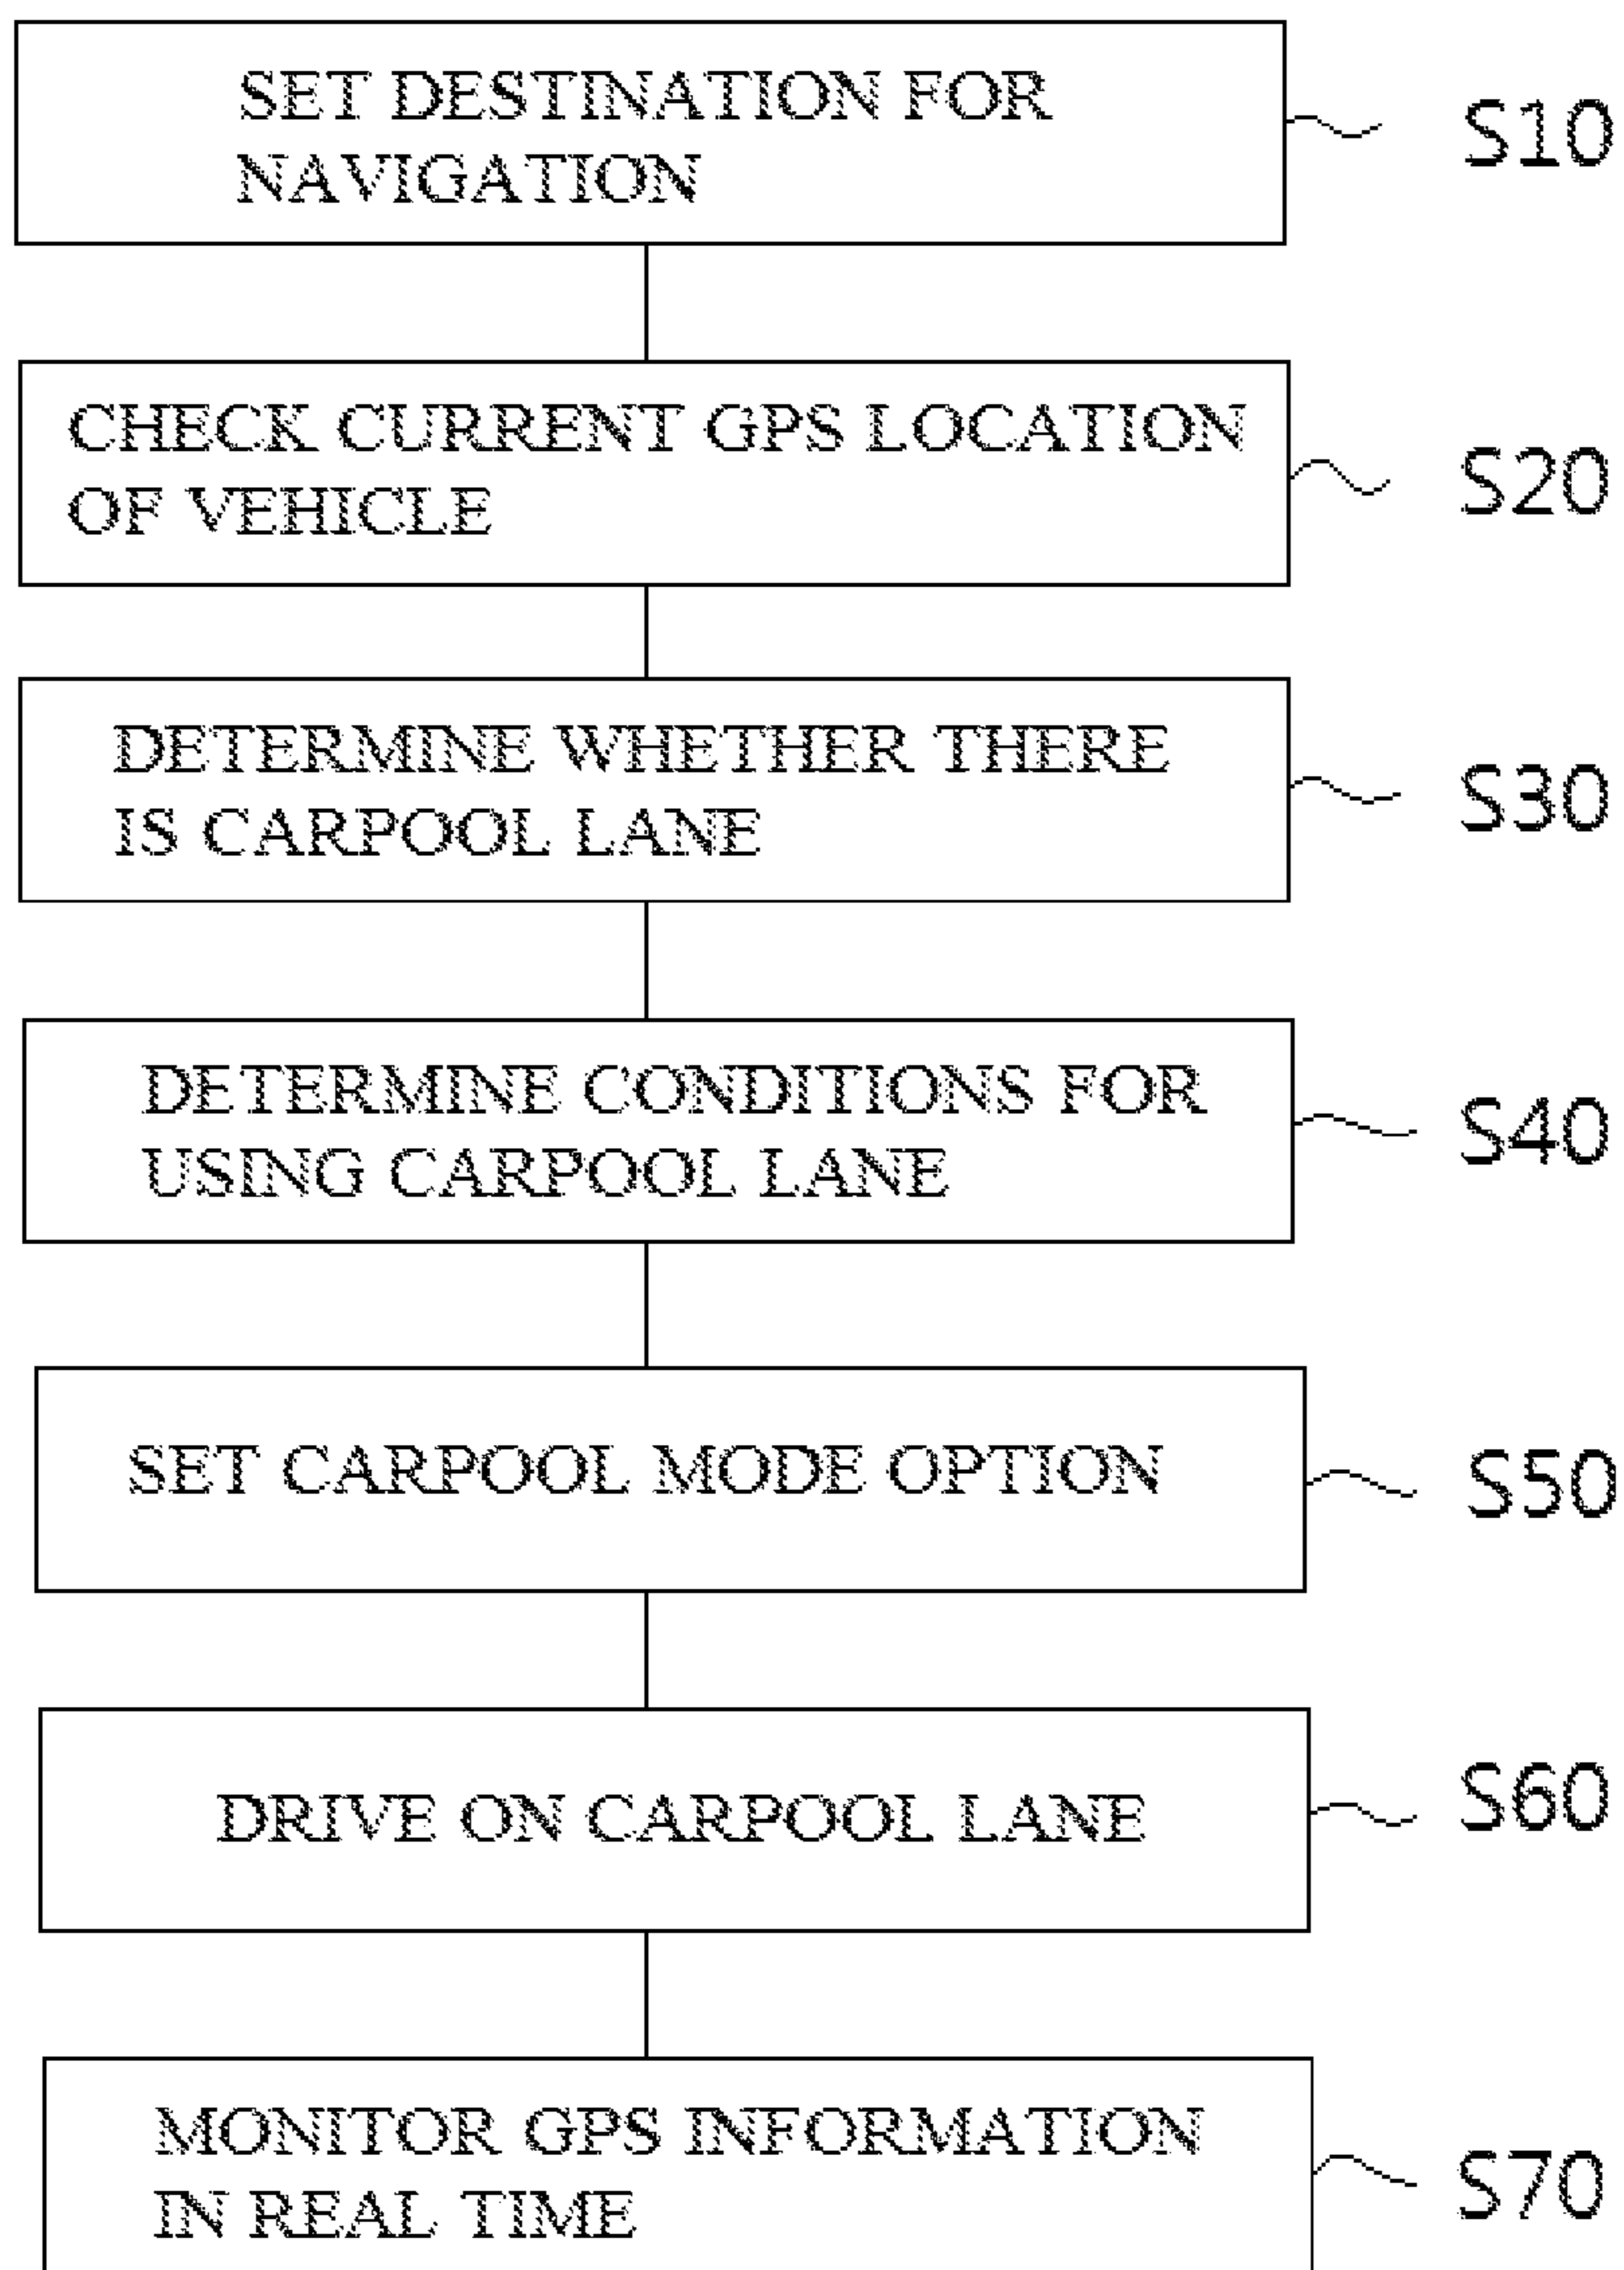 SET DESTINATION FOR
NAVIGATION
S10
CHECK CURRENT GPS LOCATION
OF VEHICLE
S20
DETERMINE WHETHER THERE
IS CARPOOL LANE
S30
DETERMINE CONDITIONS FOR
USING CARPOOL LANE
S40
SET CARPOOL MODE OPTION
S50
DRIVE ON CARPOOL LANE
S60
MONITOR GPS INFORMATION
IN REAL TIME
S70